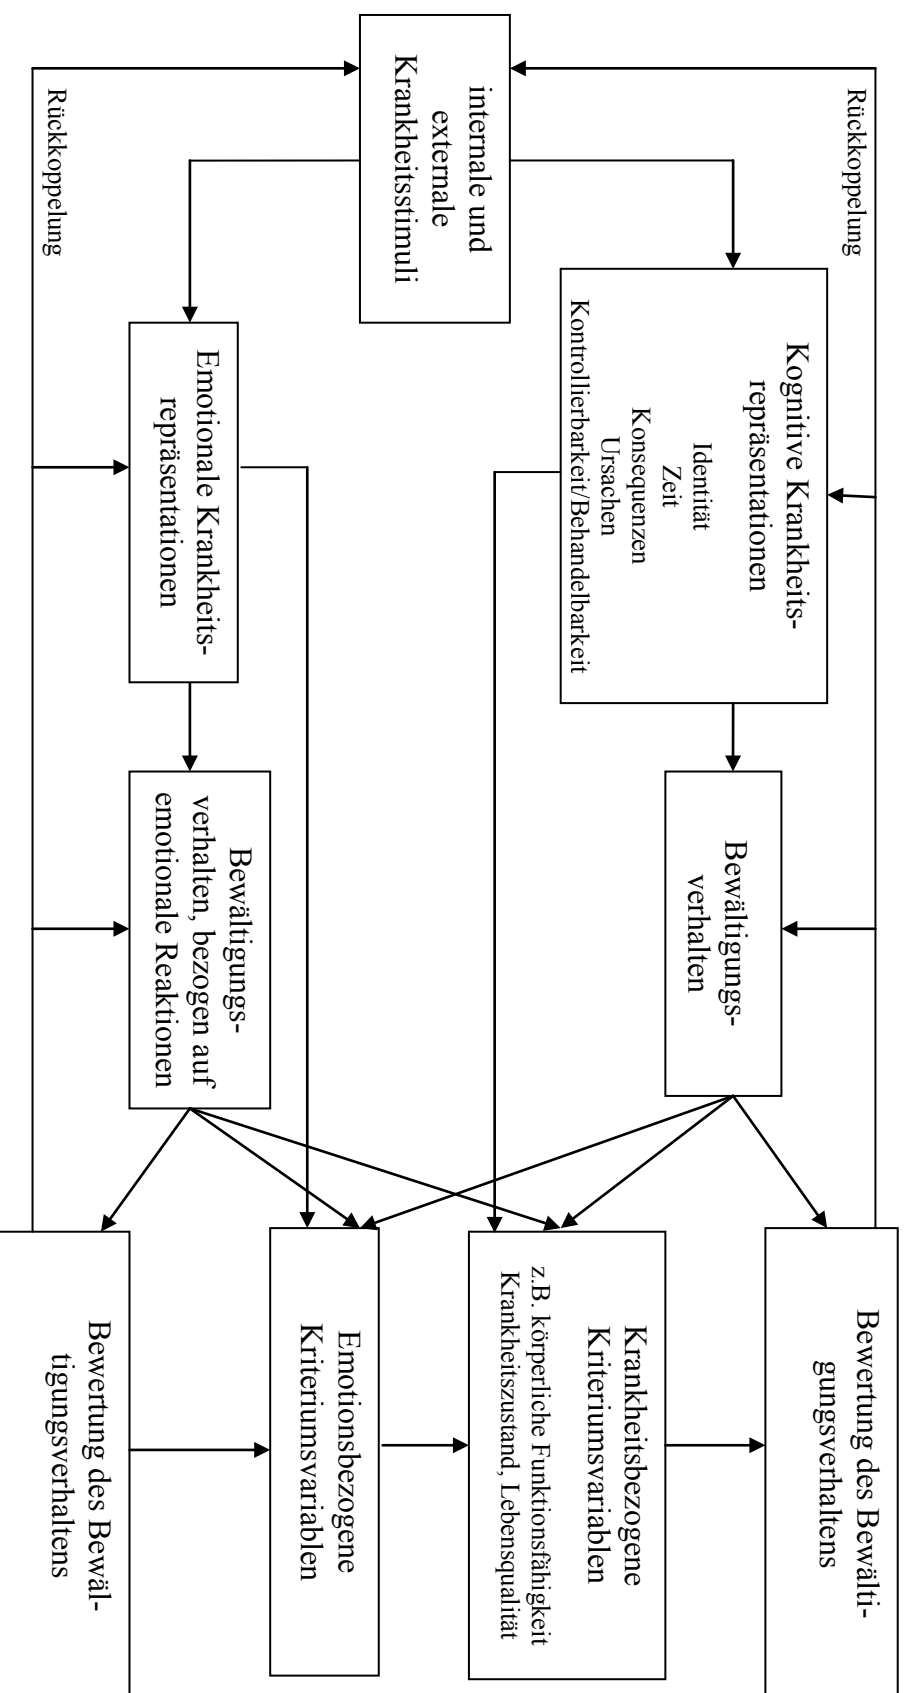 Rückkoppelung
internale und
externale
Krankheitsstimuli
Rückkoppelung
Kognitive Krankheits-
repräsentationen
Identität
Zeit
Konsequenzen
Ursachen
Kontrollierbarkeit/Behandelbarkeit
Emotionale Krankheits-
repräsentationen
Bewältigungs-
verhalten
Bewältigungs-
verhalten, bezogen auf
emotionale Reaktionen
Bewertung des Bewälti-
gungsverhaltens
Krankheitsbezogene
Kriteriumsvariablen
z.B. körperliche Funktionsfähigkeit
Krankheitszustand, Lebensqualität
Emotionsbezogene
Kriteriumsvariablen
Bewertung des Bewäl-
tigungsverhaltens